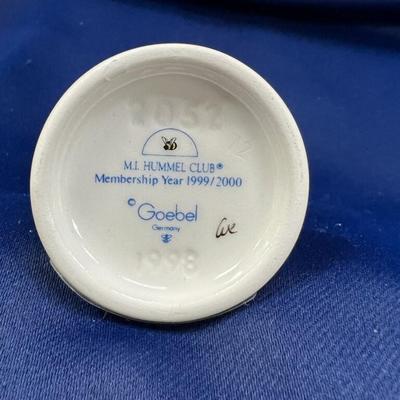 2052
M.I. HUMMEL CLUB®
Membership Year 1999/2000
© Goebel
Germany
1998